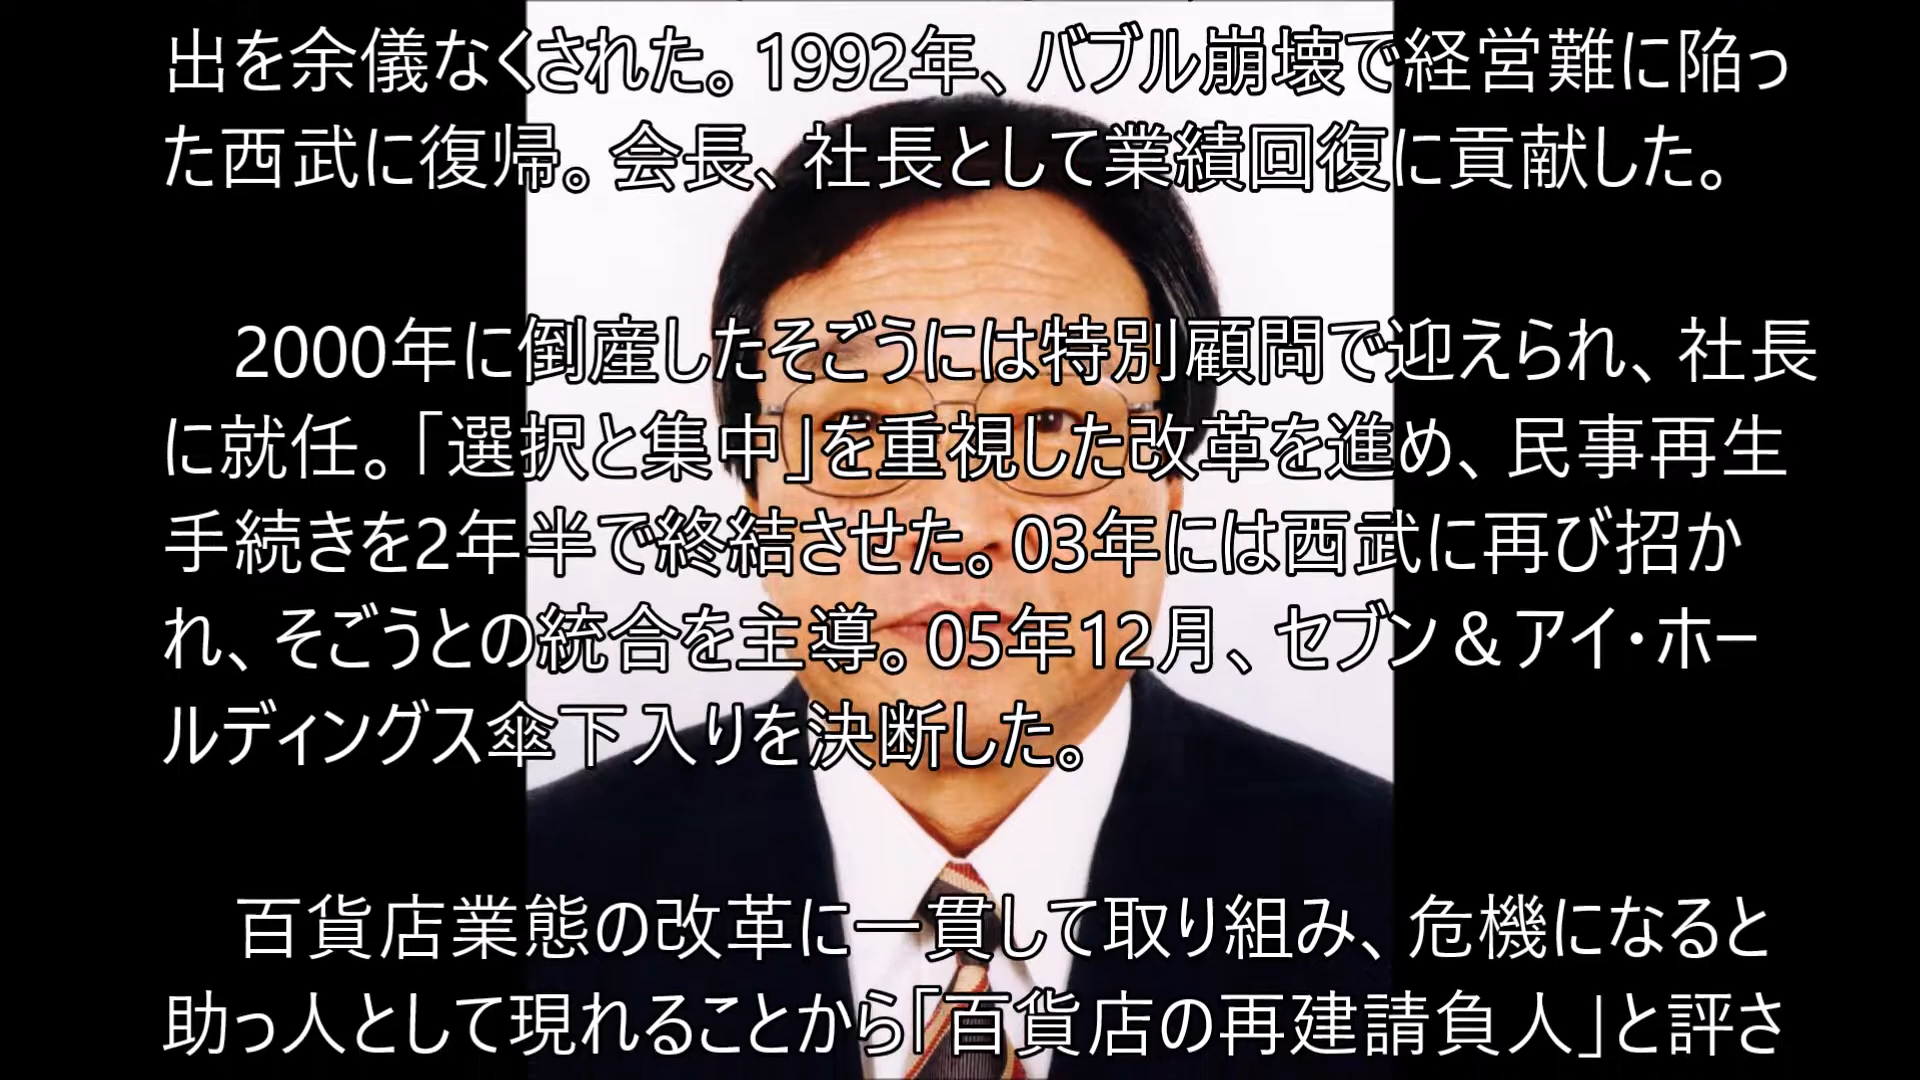 出を余儀なくされた。1992年、バブル崩壊で経営難に陥っ
た西武に復帰。会長、社長として業績回復に貢献した。
2000年に倒産したそごうには特別顧問で迎えられ、社長
に就任。「選択と集中」を重視した改革を進め、民事再生
手続きを2年半で終結させた。03年には西武に再び招か
れ、そごうとの統合を主導。05年12月、セブン＆アイ・ホー
ルディングス傘下入りを決断した。
百貨店業態の改革に一貫して取り組み、危機になると
助っ人として現れることから「百貨店の再建請負人」と評さ